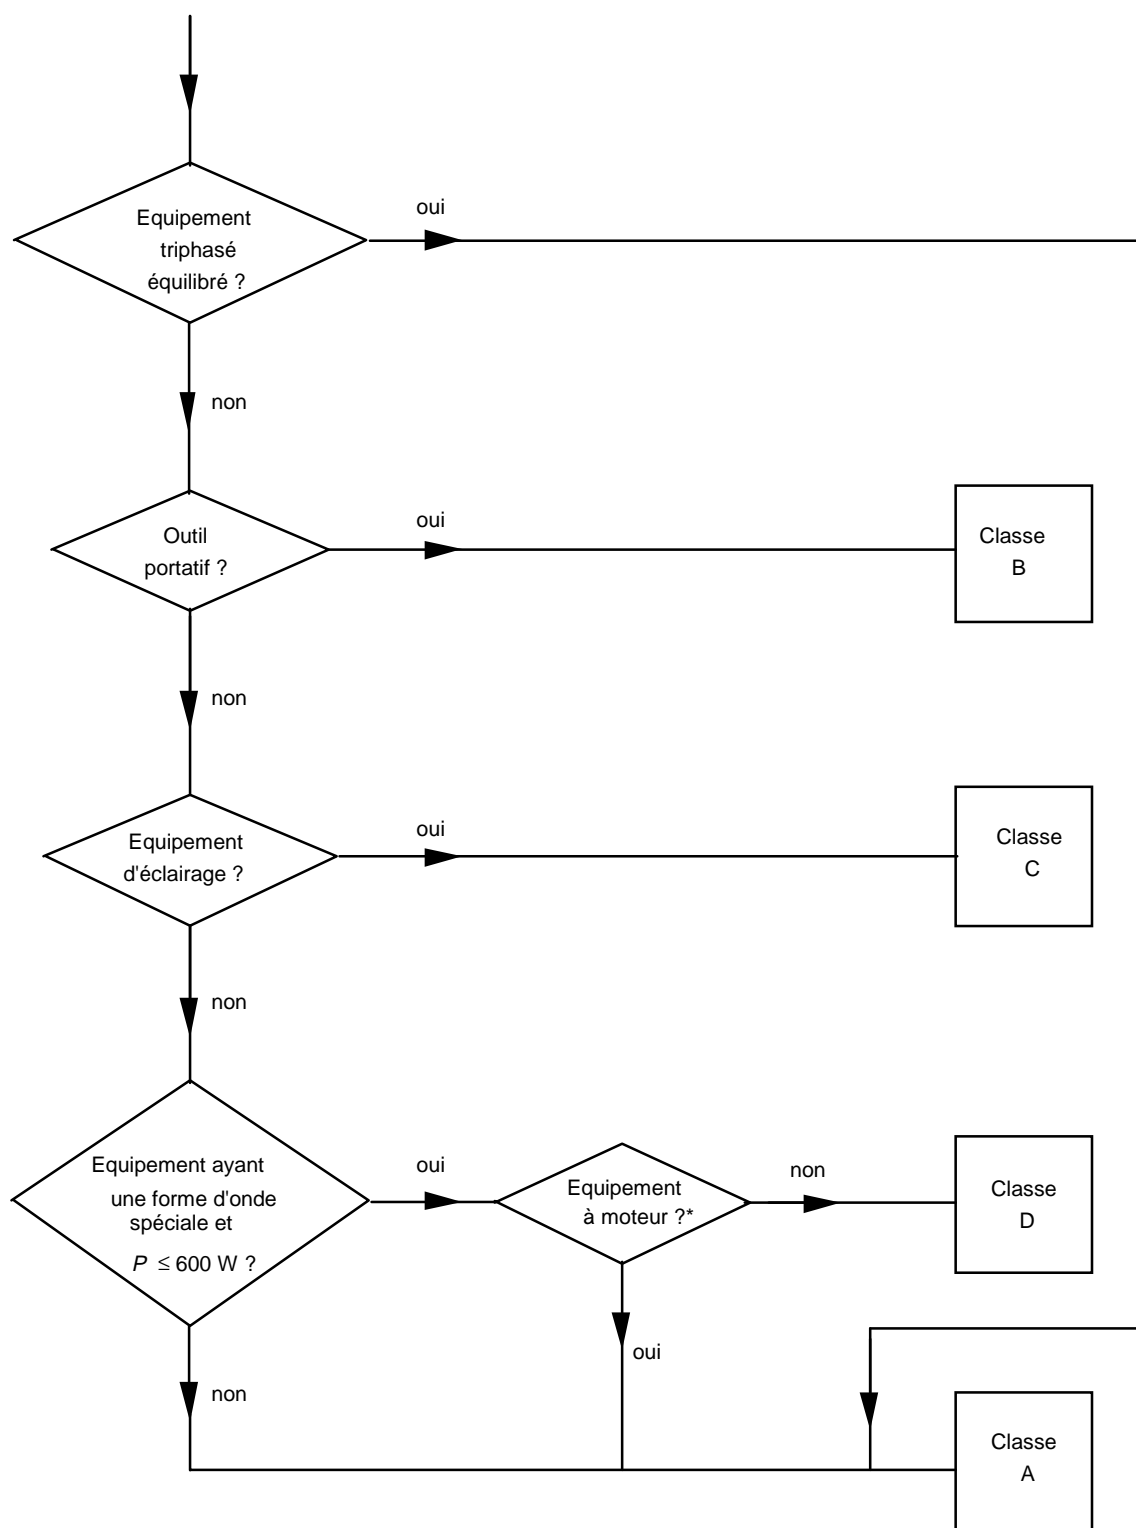 oui
Equipement
triphasé
équilibré ?
non
oui
Outil
portatif ?
Classe
B
non
oui
Equipement
d'éclairage ?
Classe
C
non
Equipement ayant
une forme d'onde
spéciale et
P ≤ 600 W ?
oui
Equipement
à moteur ?*
non
Classe
D
oui
non
Classe
A